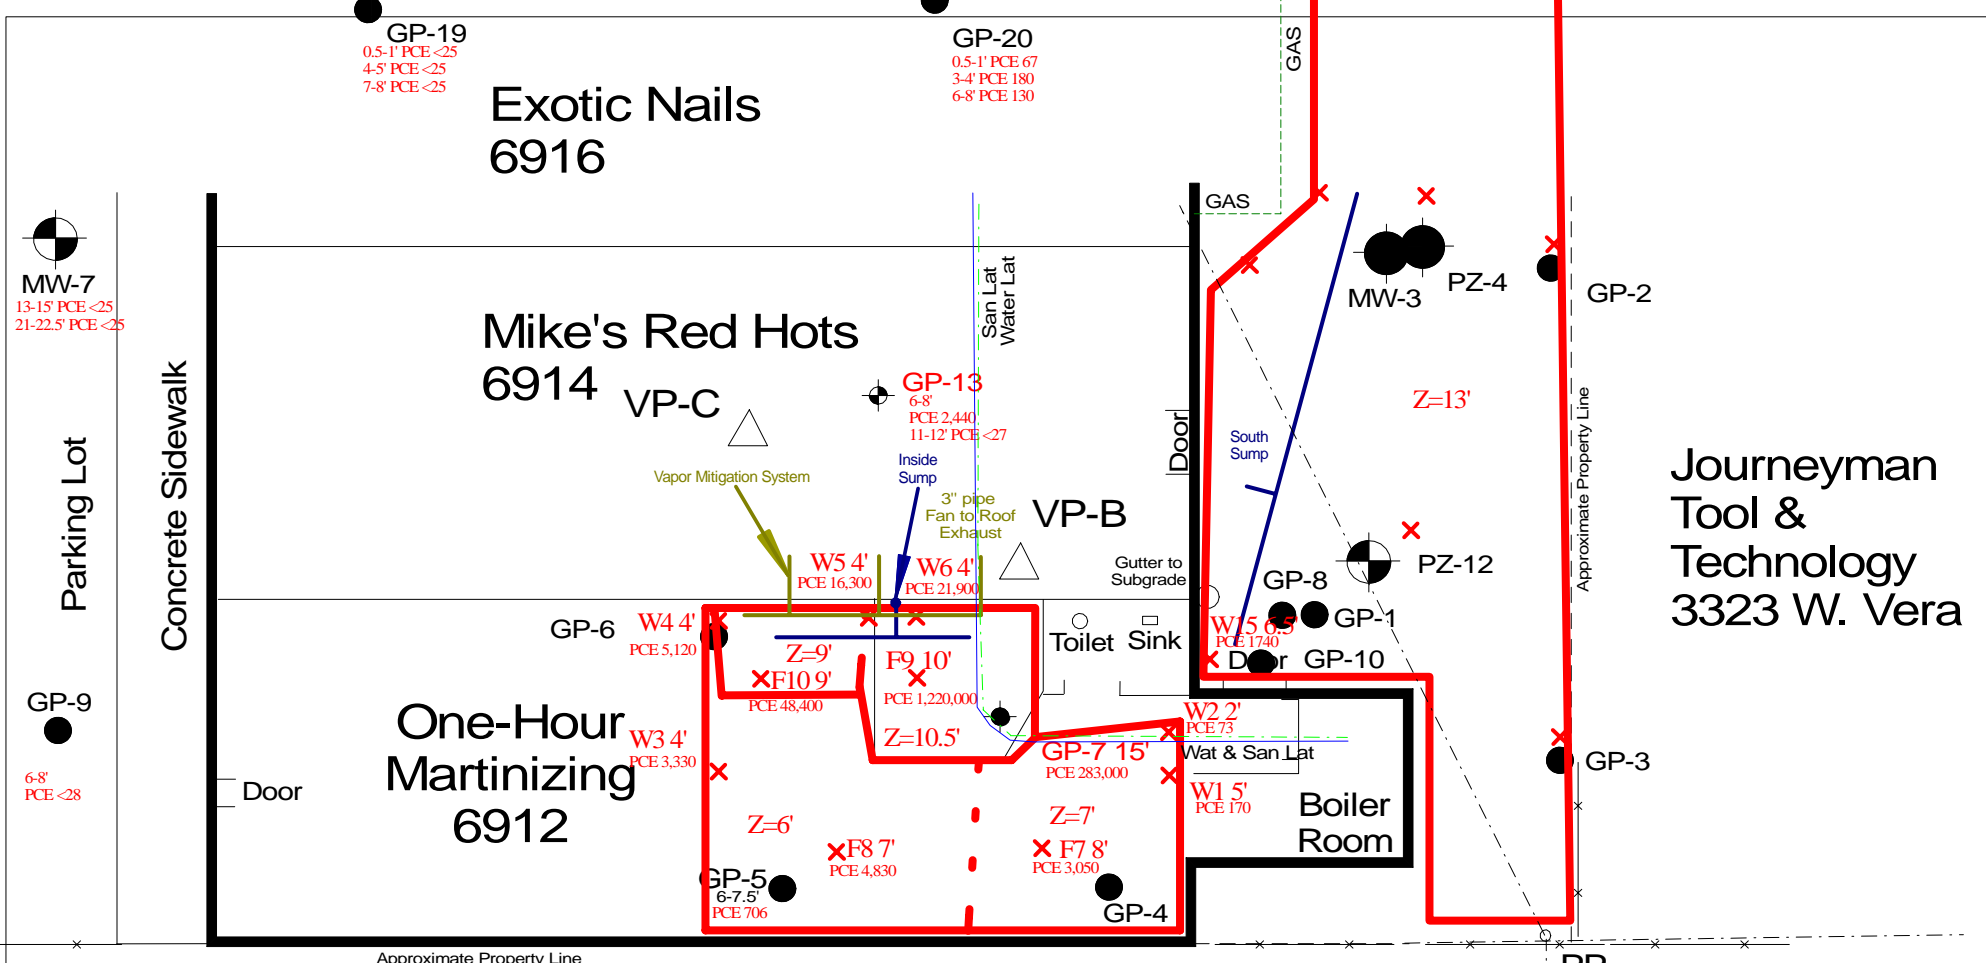 GP-19
0.5-1' PCE <25
4-5' PCE <25
7-8' PCE <25
GP-20
0.5-1' PCE 67
3-4' PCE 180
6-8' PCE 130
GAS
Exotic Nails
6916
GAS
MW-7
13-15' PCE <25
21-22.5' PCE <25
San Lat
Water Lat
MW-3
PZ-4
GP-2
Mike's Red Hots
6914
VP-C
GP-13
6-8'
PCE 2,440
11-12' PCE <27
Z=13'
Door
South
Sump
Approximate Property Line
Parking Lot
Concrete Sidewalk
Vapor Mitigation System
Inside
Sump
3" pipe
Fan to Roof
Exhaust
VP-B
Journeyman
Tool &
Technology
3323 W. Vera
W5 4'
PCE 16,300
W6 4'
PCE 21,900
Gutter to
Subgrade
PZ-12
GP-8
GP-1
GP-6
W4 4'
PCE 5,120
Toilet
Sink
W15 6.5'
PCE 1740
Door
GP-10
Z=9'
F9 10'
PCE 1,220,000
F10 9'
PCE 48,400
GP-9
6-8'
PCE <28
One-Hour
Martinizing
6912
W3 4'
PCE 3,330
Z=10.5'
W2 2'
PCE 73
Wat & San Lat
GP-7 15'
PCE 283,000
GP-3
Door
W1 5'
PCE 170
Boiler
Room
Z=6'
Z=7'
F8 7'
PCE 4,830
F7 8'
PCE 3,050
GP-5
6-7.5'
PCE 706
GP-4
Approximate Property Line
PP